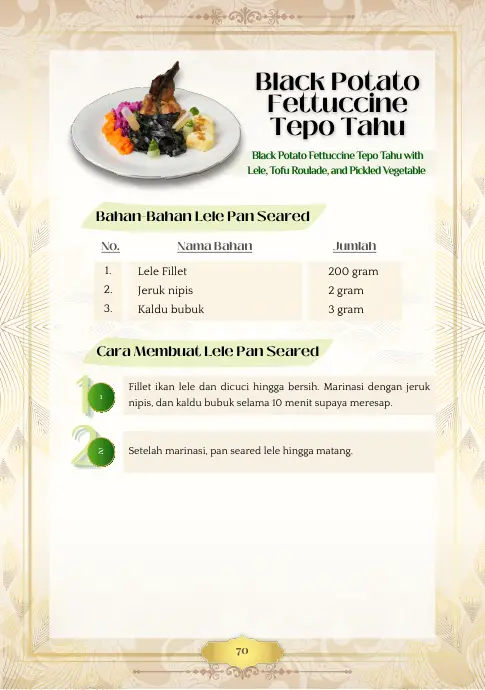 Black Potato
Fettuccine
Tepo Tahu
Black Potato Fettuccine Tepo Tahu with
Lele, Tofu Roulade, and Pickled Vegetable
Bahan-Bahan Lele Pan Seared
No. Nama Bahan Jumlah
1. Lele Fillet 200 gram
2. Jeruk nipis 2 gram
3. Kaldu bubuk 3 gram
Cara Membuat Lele Pan Seared
1 1 Fillet ikan lele dan dicuci hingga bersih. Marinasi dengan jeruk
nipis, dan kaldu bubuk selama 10 menit supaya meresap.
2 2 Setelah marinasi, pan seared lele hingga matang.
70